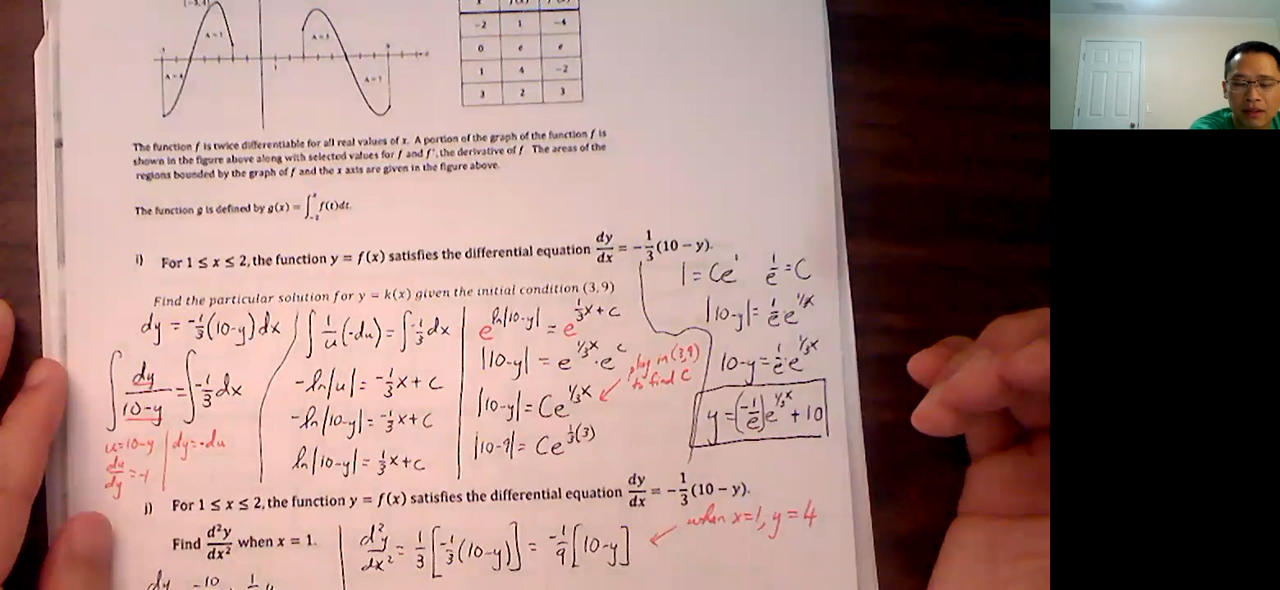 -2 1 -4
0 e e
1 4 -2
3 2 3
The function f is twice differentiable for all real values of x. A portion of the graph of the function f is
shown in the figure above along with selected values for f and f', the derivative of f. The areas of the
regions bounded by the graph of f and the x axis are given in the figure above.
The function g is defined by g(x) = ∫_{-2}^{x} f(t)dt.
i) For 1 ≤ x ≤ 2, the function y = f(x) satisfies the differential equation dy/dx = -1/3(10 − y).
Find the particular solution for y = k(x) given the initial condition (3,9)
dy = -1/3(10-y)dx
∫ dy/(10-y) = ∫ -1/3 dx
u=10-y | dy=-du
du/dy = -1
∫ 1/u (-du) = ∫ -1/3 dx
-ln|u| = -1/3x + C
-ln|10-y| = -1/3x + C
ln|10-y| = 1/3x + C
e^{ln|10-y|} = e^{1/3x + C}
|10-y| = e^{1/3x} · e^c
|10-y| = Ce^{1/3x}
plug in (3,9)
to find C
|10-9| = Ce^{1/3(3)}
1 = Ce^1 1/e = C
|10-y| = 1/e e^{1/3x}
10-y = 1/e · e^{1/3x}
y = (-1/e)e^{1/3x} + 10
j) For 1 ≤ x ≤ 2, the function y = f(x) satisfies the differential equation dy/dx = -1/3(10 − y).
Find d²y/dx² when x = 1.
d²y/dx² = 1/3[-1/3(10-y)] = -1/9[10-y]
when x=1, y=4